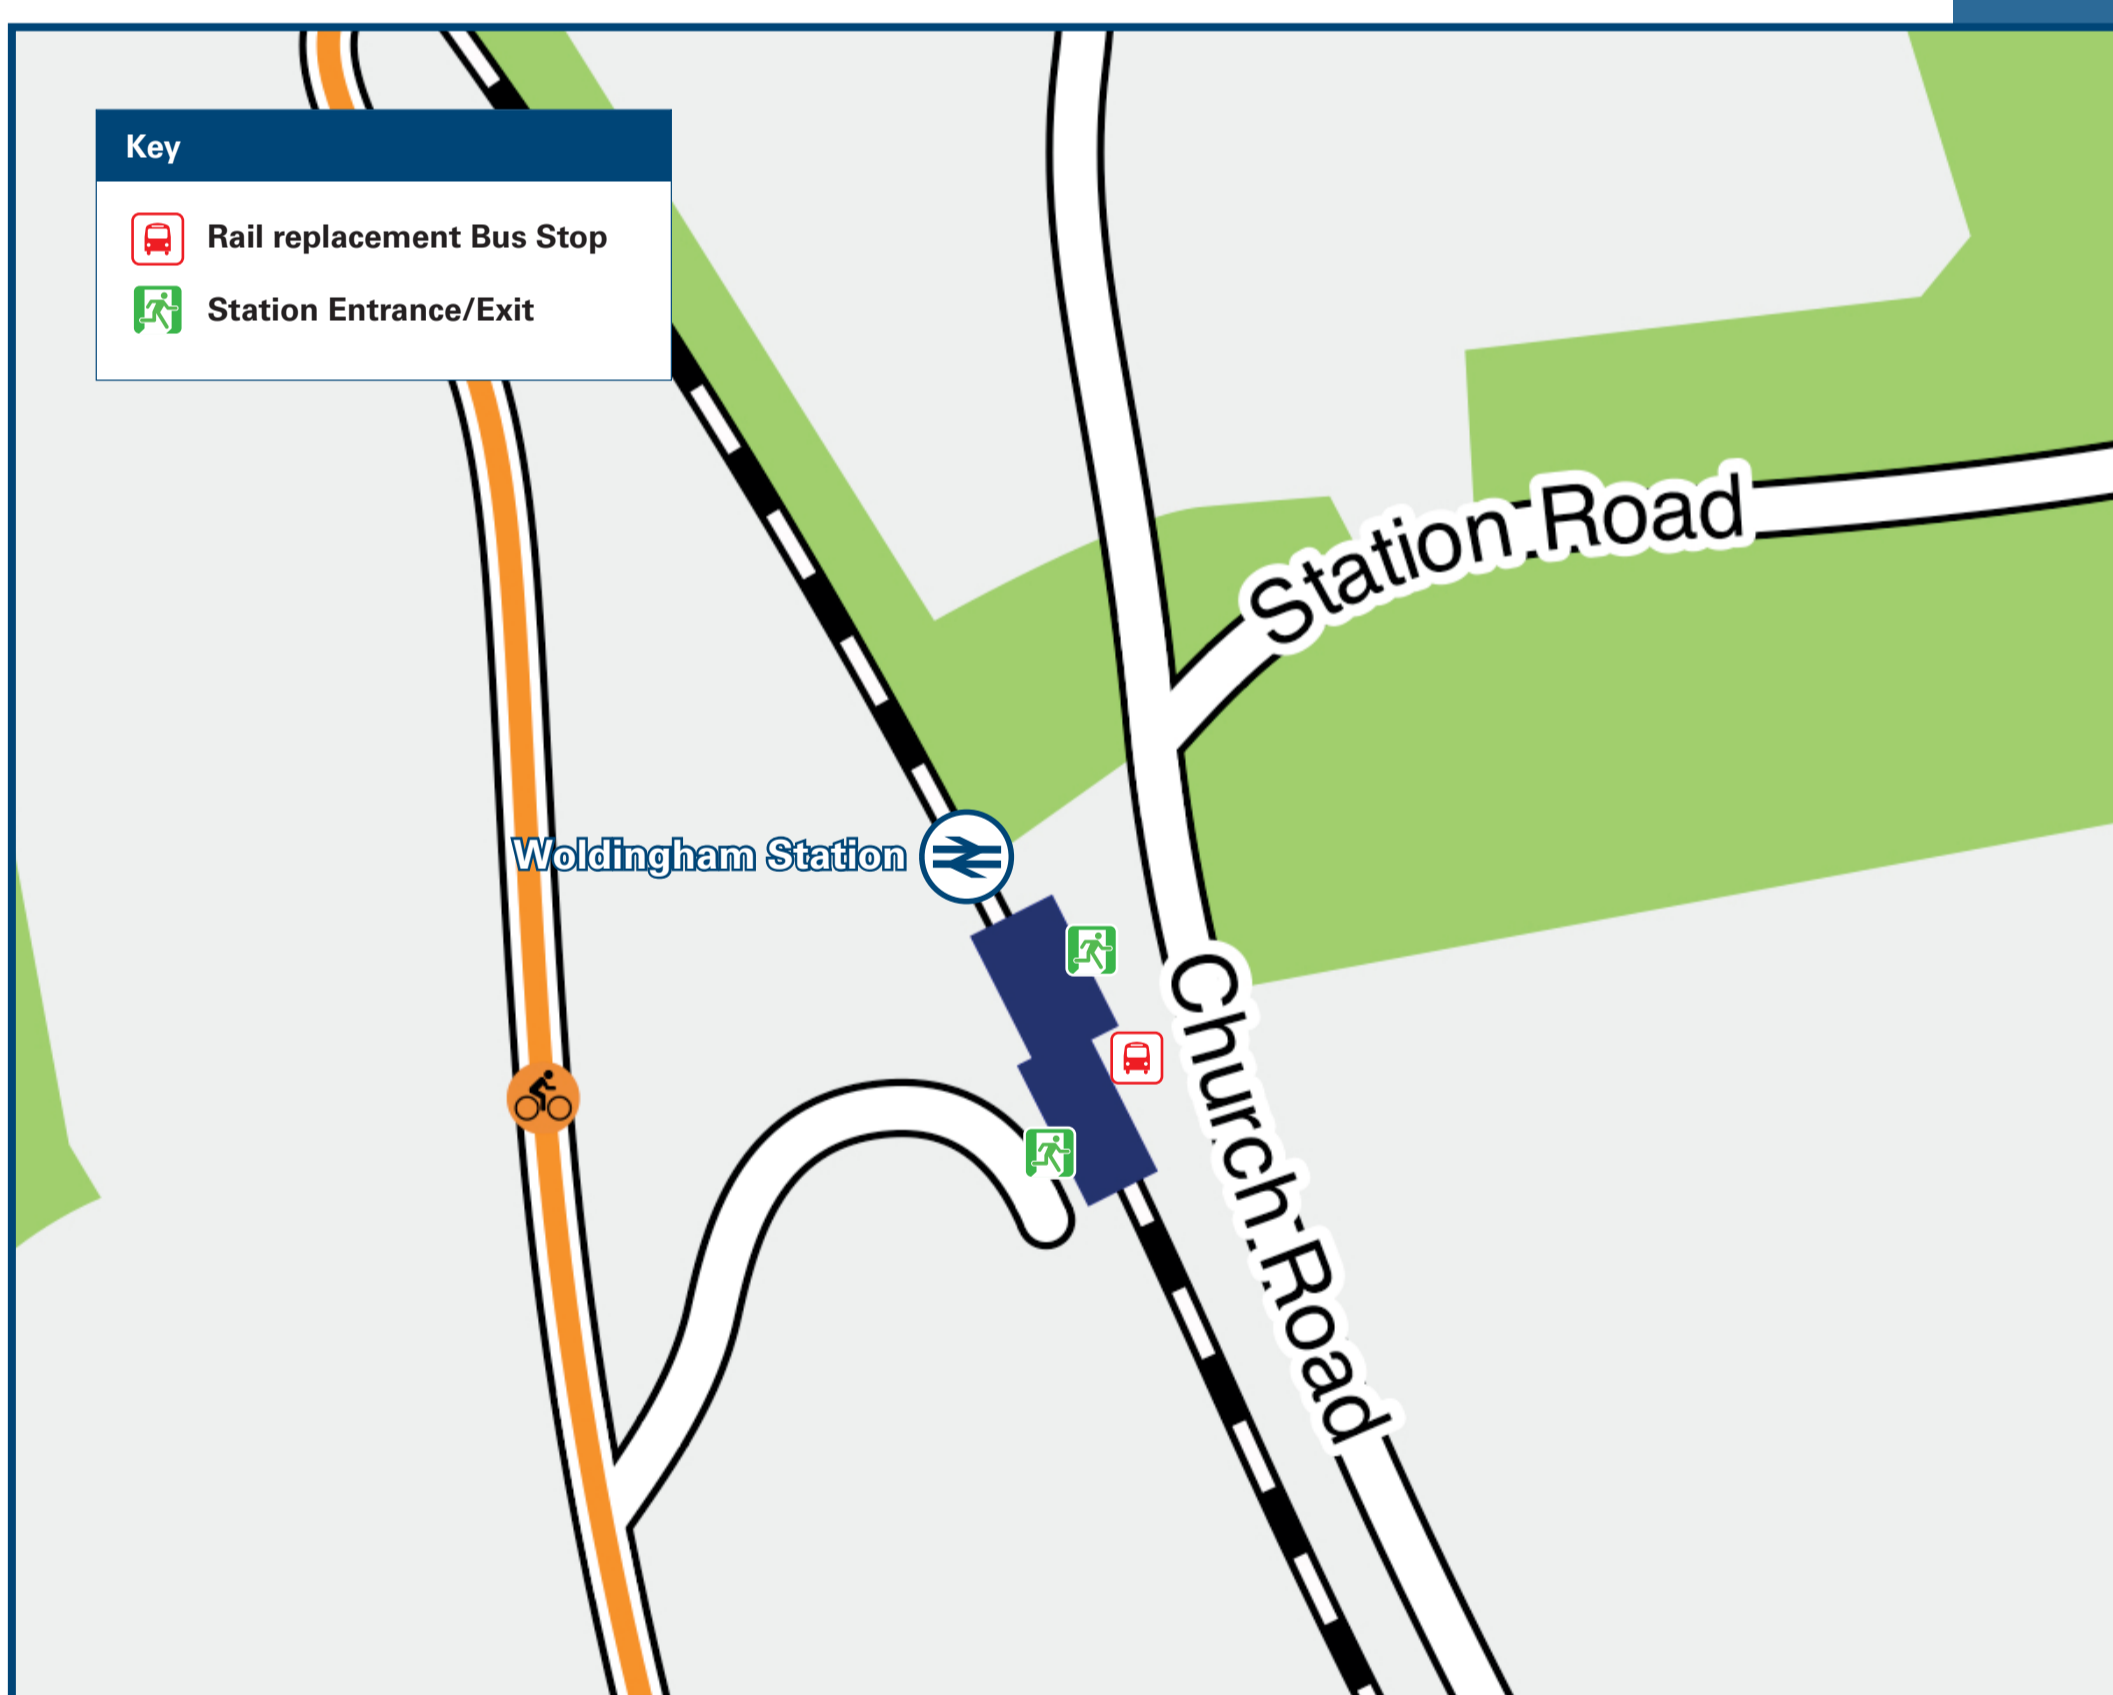 Key
Rail replacement Bus Stop
Station Entrance/Exit
Station Road
Woldingham Station
Church Road